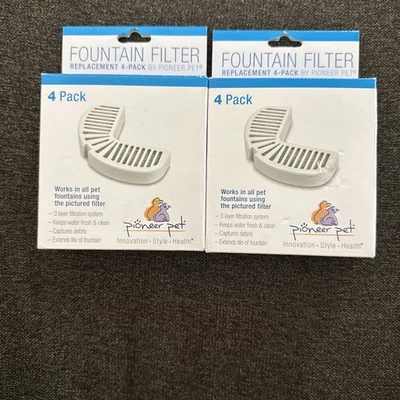 FOUNTAIN FILTER
REPLACEMENT 4-PACK BY PIONEER PET®
4 Pack
Works in all pet
fountains using
the pictured filter
- 3 layer filtration system
- Keeps water fresh & clean
- Captures debris
- Extends life of fountain
pioneer pet®
Innovation • Style • Health®
FOUNTAIN FILTER
REPLACEMENT 4-PACK BY PIONEER PET®
4 Pack
Works in all pet
fountains using
the pictured filter
- 3 layer filtration system
- Keeps water fresh & clean
- Captures debris
- Extends life of fountain
pioneer pet®
Innovation • Style • Health®